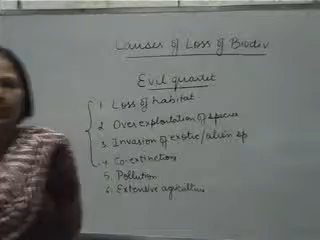 Causes of Loss of Biodiv
Evil quartet
1 Loss of habitat
2. Over exploitation of species
3. Invasion of exotic/alien sp
4. Co-extinction
5. Pollution
6. Extensive agriculture